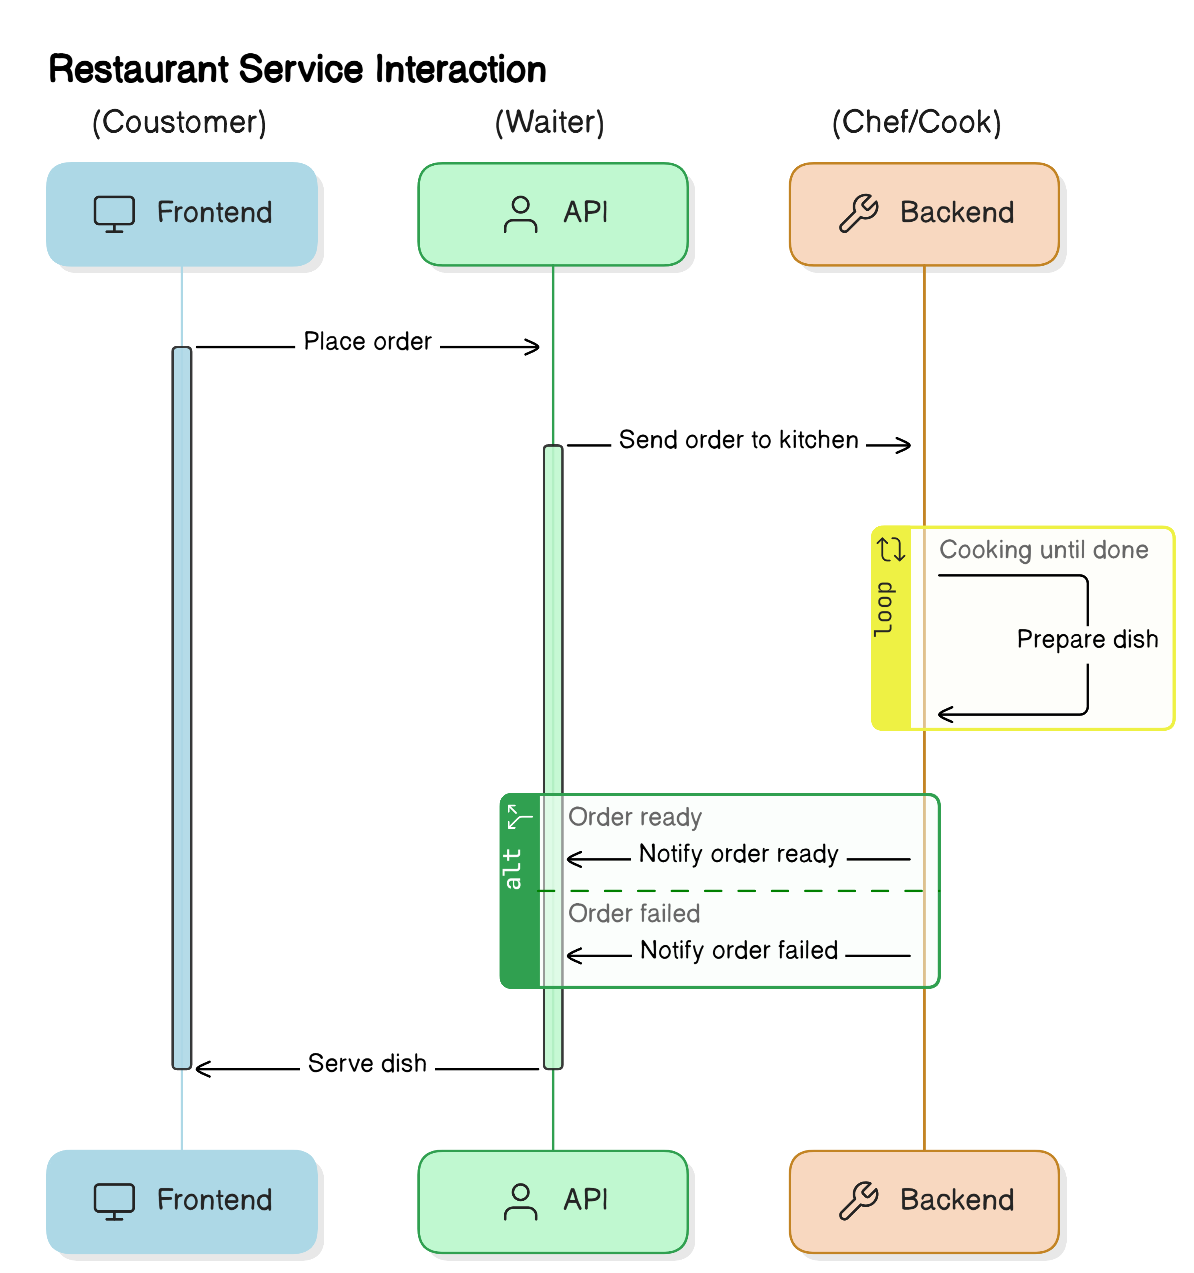 Restaurant Service Interaction
(Coustomer)
(Waiter)
(Chef/Cook)
Frontend
API
Backend
Place order
Send order to kitchen
loop
Cooking until done
Prepare dish
alt
Order ready
Notify order ready
Order failed
Notify order failed
Serve dish
Frontend
API
Backend